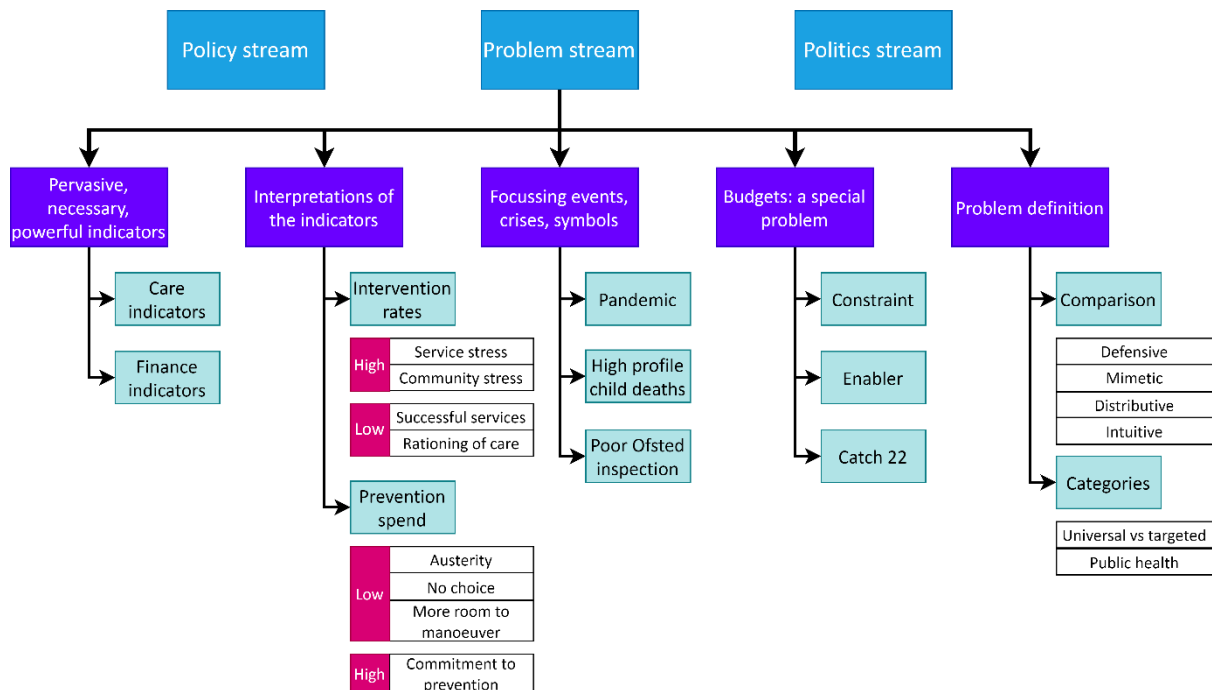 Policy stream
Problem stream
Politics stream
Pervasive,
necessary,
powerful indicators
Interpretations of
the indicators
Focussing events,
crises, symbols
Budgets: a special
problem
Problem definition
Care
indicators
Finance
indicators
Intervention
rates
High
Service stress
Community stress
Low
Successful services
Rationing of care
Prevention
spend
Low
Austerity
No choice
More room to
manoeuver
High
Commitment to
prevention
Pandemic
High profile
child deaths
Poor Ofsted
inspection
Constraint
Enabler
Catch 22
Comparison
Defensive
Mimetic
Distributive
Intuitive
Categories
Universal vs targeted
Public health